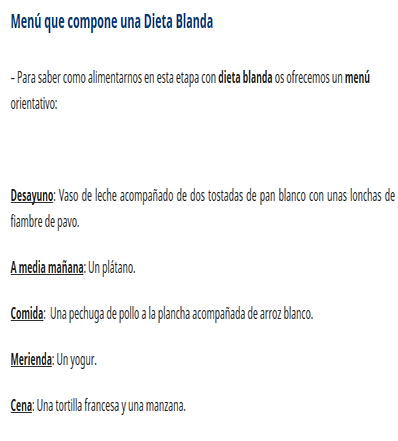 Menú que compone una Dieta Blanda
– Para saber como alimentarnos en esta etapa con dieta blanda os ofrecemos un menú
orientativo:
Desayuno: Vaso de leche acompañado de dos tostadas de pan blanco con unas lonchas de
fiambre de pavo.
A media mañana: Un plátano.
Comida:  Una pechuga de pollo a la plancha acompañada de arroz blanco.
Merienda: Un yogur.
Cena: Una tortilla francesa y una manzana.